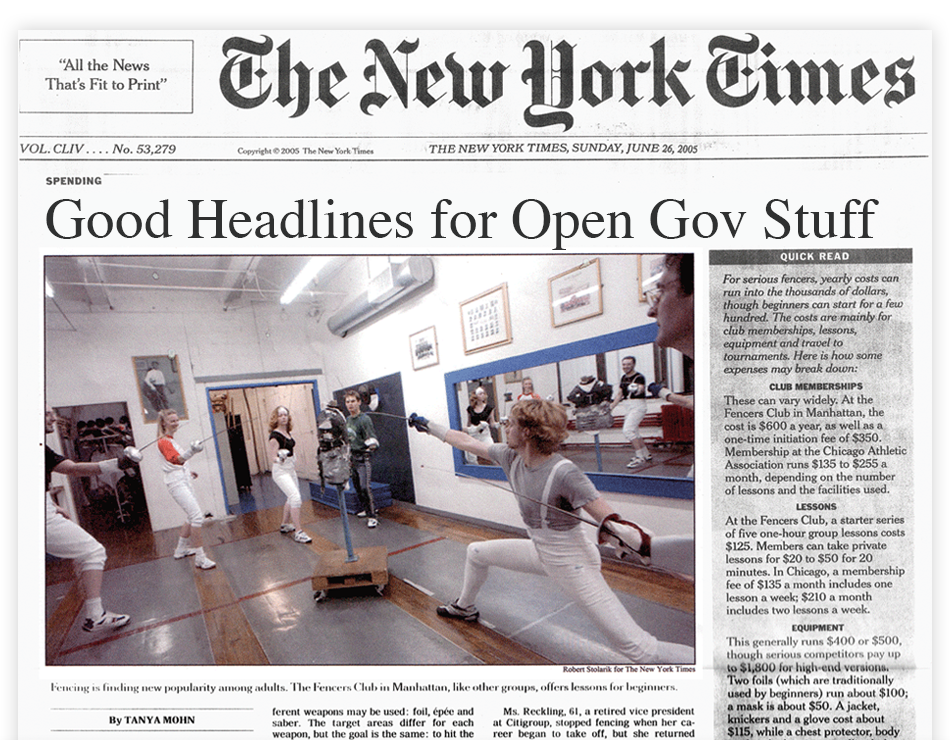 “All the News
That’s Fit to Print”
The New York Times
VOL. CLIV . . . . No. 53,279
Copyright © 2005 The New York Times
THE NEW YORK TIMES, SUNDAY, JUNE 26, 2005
SPENDING
Good Headlines for Open Gov Stuff
Robert Stolarik for The New York Times
Fencing is finding new popularity among adults. The Fencers Club in Manhattan, like other groups, offers lessons for beginners.
By TANYA MOHN
ferent weapons may be used: foil, épée and
saber. The target areas differ for each
weapon, but the goal is the same: to hit the
Ms. Reckling, 61, a retired vice president
at Citigroup, stopped fencing when her ca-
reer began to take off, but she returned
QUICK READ
For serious fencers, yearly costs can
run into the thousands of dollars,
though beginners can start for a few
hundred. The costs are mainly for
club memberships, lessons,
equipment and travel to
tournaments. Here is how some
expenses may break down:
CLUB MEMBERSHIPS
These can vary widely. At the
Fencers Club in Manhattan, the
cost is $600 a year, as well as a
one-time initiation fee of $350.
Membership at the Chicago Athletic
Association runs $135 to $255 a
month, depending on the number
of lessons and the facilities used.
LESSONS
At the Fencers Club, a starter series
of five one-hour group lessons costs
$125. Members can take private
lessons for $20 to $50 for 20
minutes. In Chicago, a membership
fee of $135 a month includes one
lesson a week; $210 a month
includes two lessons a week.
EQUIPMENT
This generally runs $400 or $500,
though serious competitors pay up
to $1,800 for high-end versions.
Two foils (which are traditionally
used by beginners) run about $100;
a mask is about $50. A jacket,
knickers and a glove cost about
$115, while a chest protector, body